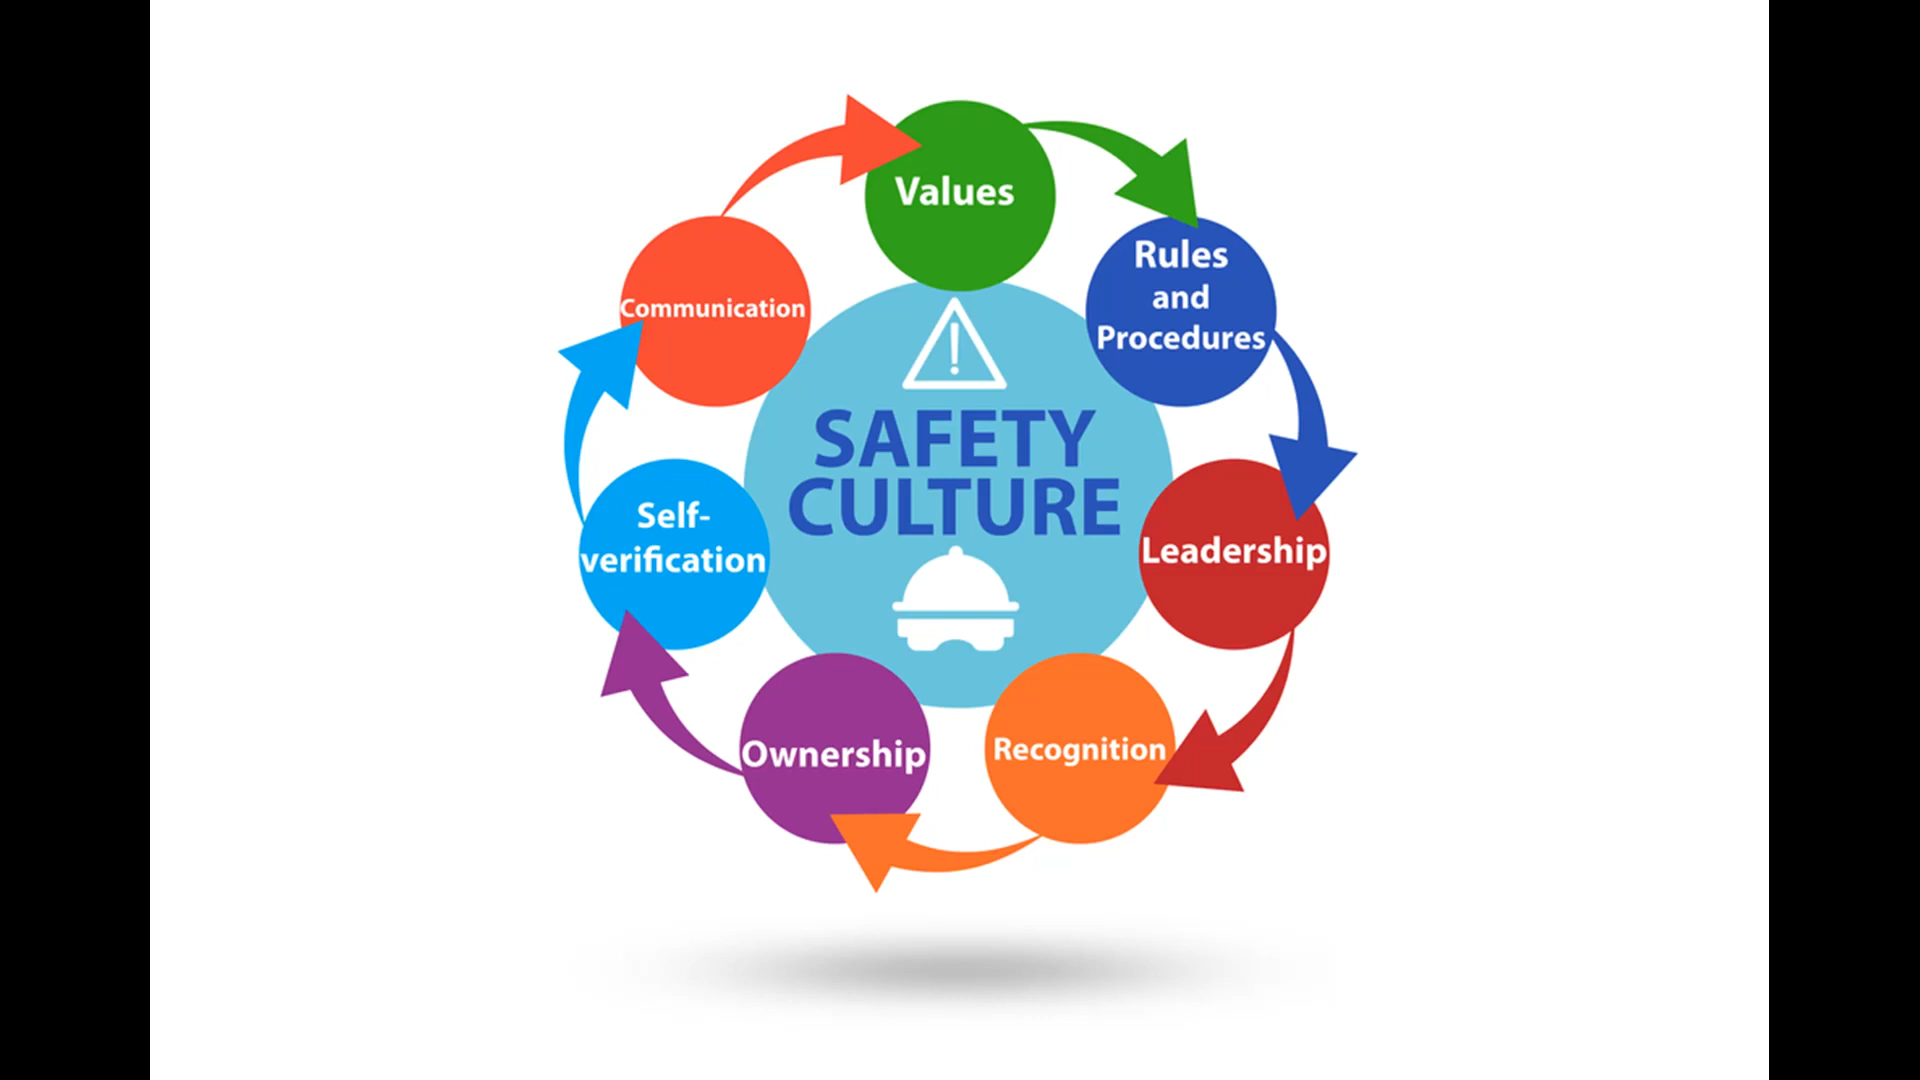 Values
Rules
and
Procedures
Leadership
Recognition
Ownership
Self-
verification
Communication
SAFETY
CULTURE